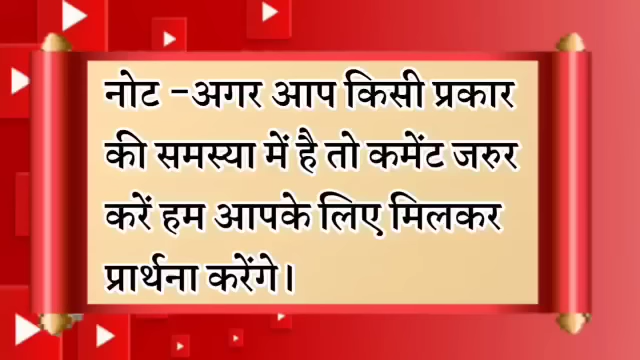 नोट -अगर आप किसी प्रकार
की समस्या में है तो कमेंट जरुर
करें हम आपके लिए मिलकर
प्रार्थना करेंगे।